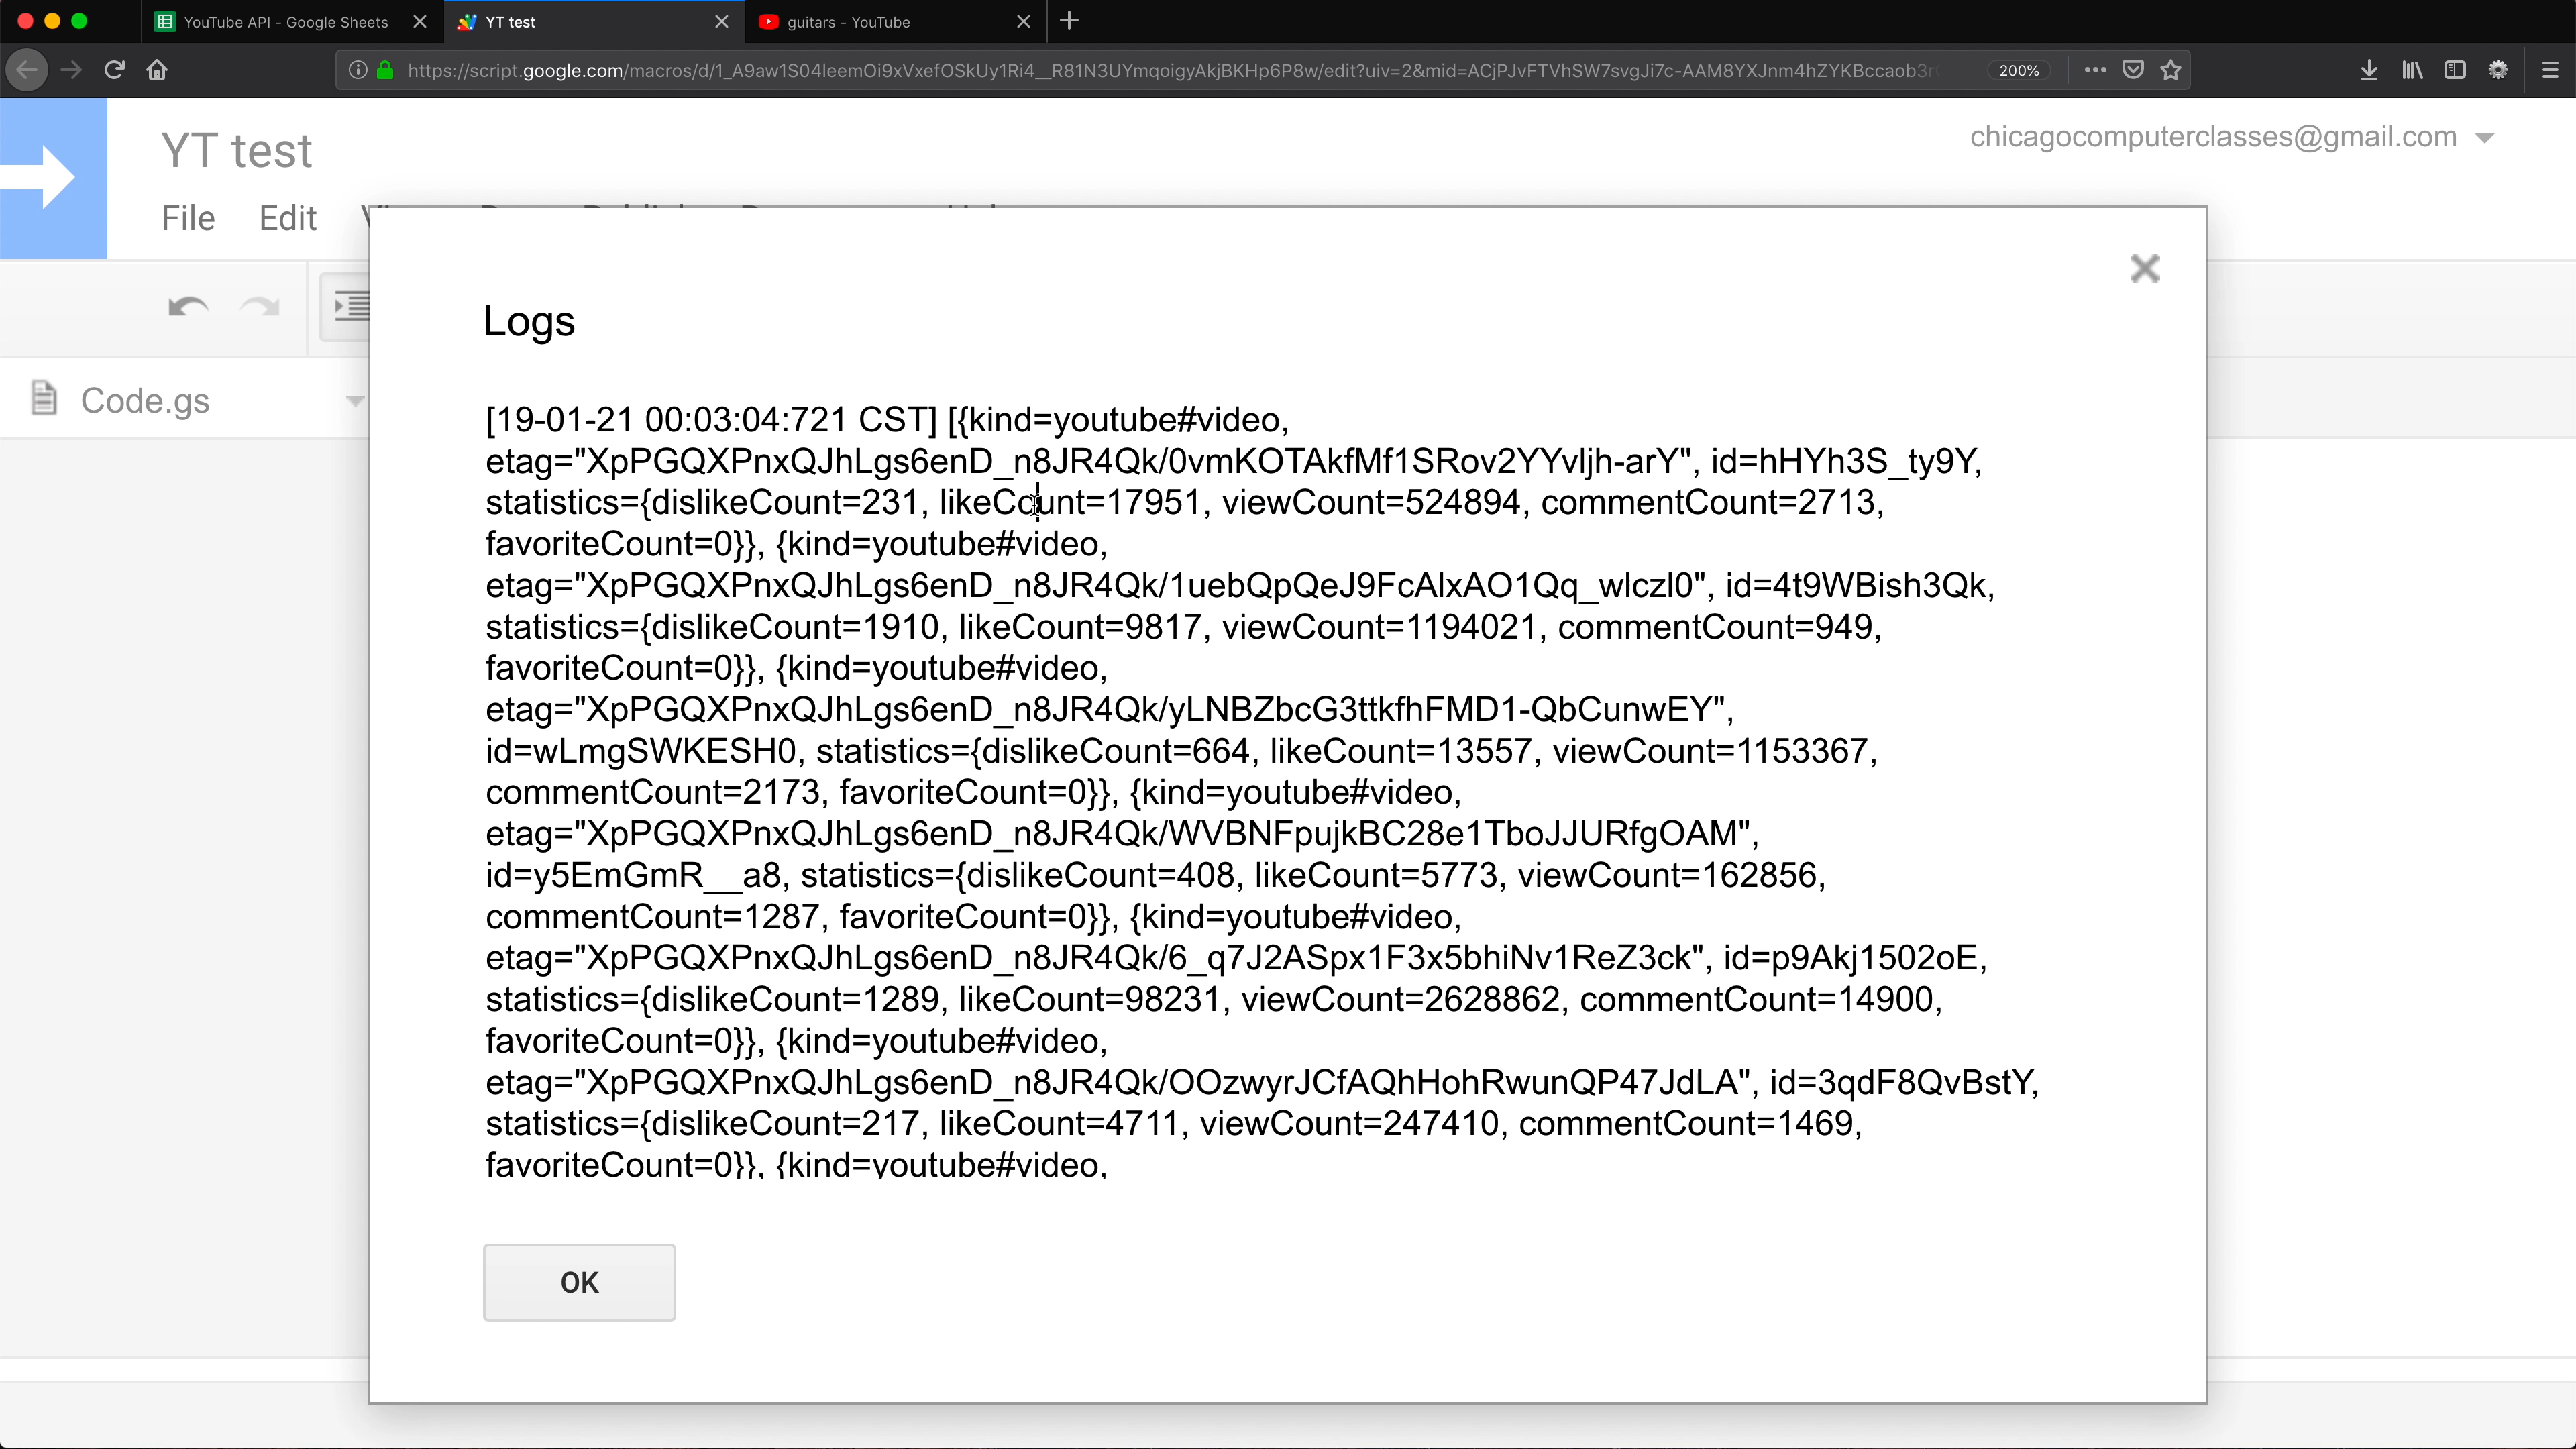 YouTube API - Google Sheets
YT test
guitars - YouTube
https://script.google.com/macros/d/1_A9aw1S04IeemOi9xVxefOSkUy1Ri4__R81N3UYmqoigyAkjBKHp6P8w/edit?uiv=2&mid=ACjPJvFTVhSW7svgJi7c-AAM8YXJnm4hZYKBccaob3r
200%
YT test
chicagocomputerclasses@gmail.com
File Edit
Code.gs
Logs
[19-01-21 00:03:04:721 CST] [{kind=youtube#video,
etag="XpPGQXPnxQJhLgs6enD_n8JR4Qk/0vmKOTAkfMf1SRov2YYvljh-arY", id=hHYh3S_ty9Y,
statistics={dislikeCount=231, likeCount=17951, viewCount=524894, commentCount=2713,
favoriteCount=0}}, {kind=youtube#video,
etag="XpPGQXPnxQJhLgs6enD_n8JR4Qk/1uebQpQeJ9FcAlxAO1Qq_wlczl0", id=4t9WBish3Qk,
statistics={dislikeCount=1910, likeCount=9817, viewCount=1194021, commentCount=949,
favoriteCount=0}}, {kind=youtube#video,
etag="XpPGQXPnxQJhLgs6enD_n8JR4Qk/yLNBZbcG3ttkfhFMD1-QbCunwEY",
id=wLmgSWKESH0, statistics={dislikeCount=664, likeCount=13557, viewCount=1153367,
commentCount=2173, favoriteCount=0}}, {kind=youtube#video,
etag="XpPGQXPnxQJhLgs6enD_n8JR4Qk/WVBNFpujkBC28e1TboJJURfgOAM",
id=y5EmGmR__a8, statistics={dislikeCount=408, likeCount=5773, viewCount=162856,
commentCount=1287, favoriteCount=0}}, {kind=youtube#video,
etag="XpPGQXPnxQJhLgs6enD_n8JR4Qk/6_q7J2ASpx1F3x5bhiNv1ReZ3ck", id=p9Akj1502oE,
statistics={dislikeCount=1289, likeCount=98231, viewCount=2628862, commentCount=14900,
favoriteCount=0}}, {kind=youtube#video,
etag="XpPGQXPnxQJhLgs6enD_n8JR4Qk/OOzwyrJCfAQhHohRwunQP47JdLA", id=3qdF8QvBstY,
statistics={dislikeCount=217, likeCount=4711, viewCount=247410, commentCount=1469,
favoriteCount=0}}, {kind=youtube#video,
OK